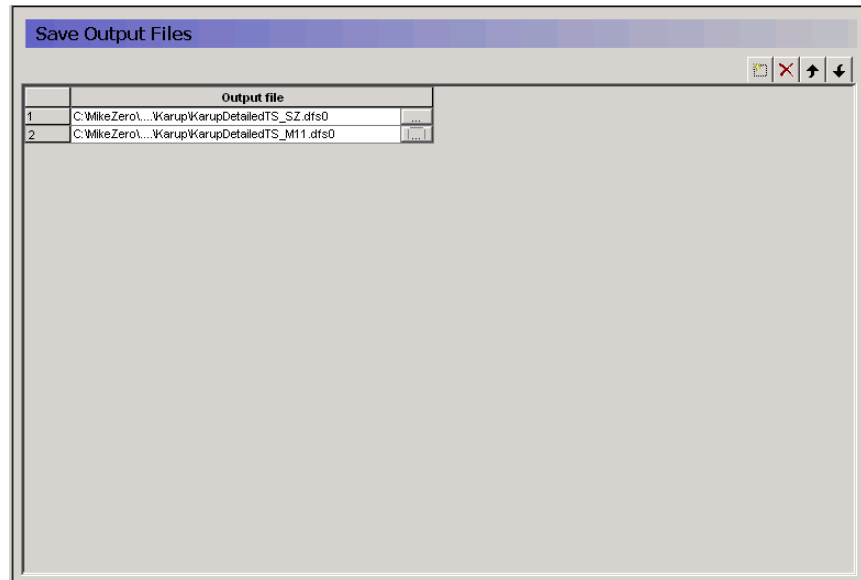 Save Output Files
Output file
1 C:\MikeZero\....\Karup\KarupDetailedTS_SZ.dfs0 ...
2 C:\MikeZero\....\Karup\KarupDetailedTS_M11.dfs0 ...